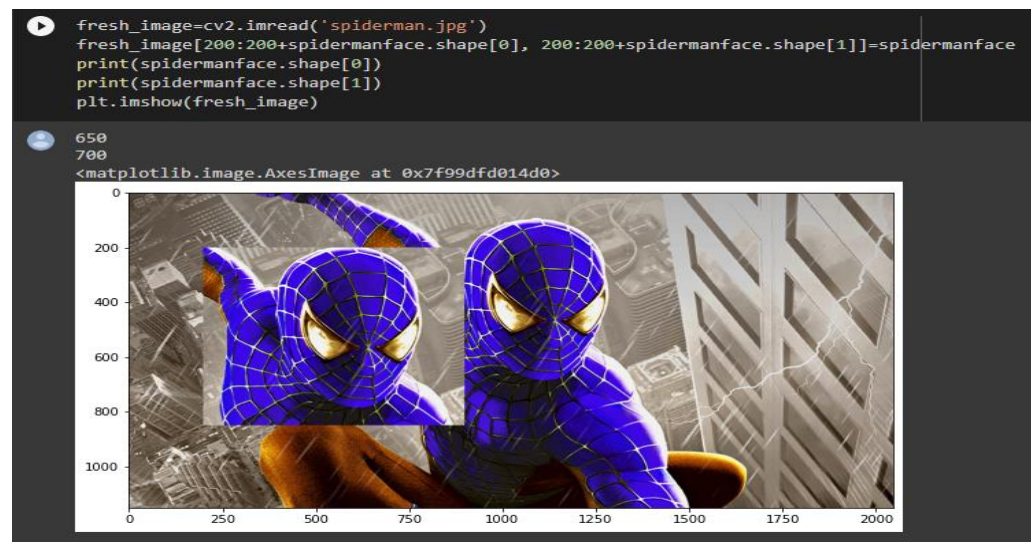 fresh_image=cv2.imread('spiderman.jpg')
fresh_image[200:200+spidermanface.shape[0], 200:200+spidermanface.shape[1]]=spidermanface
print(spidermanface.shape[0])
print(spidermanface.shape[1])
plt.imshow(fresh_image)
650
700
<matplotlib.image.AxesImage at 0x7f99dfd014d0>
0
200
400
600
800
1000
0 250 500 750 1000 1250 1500 1750 2000